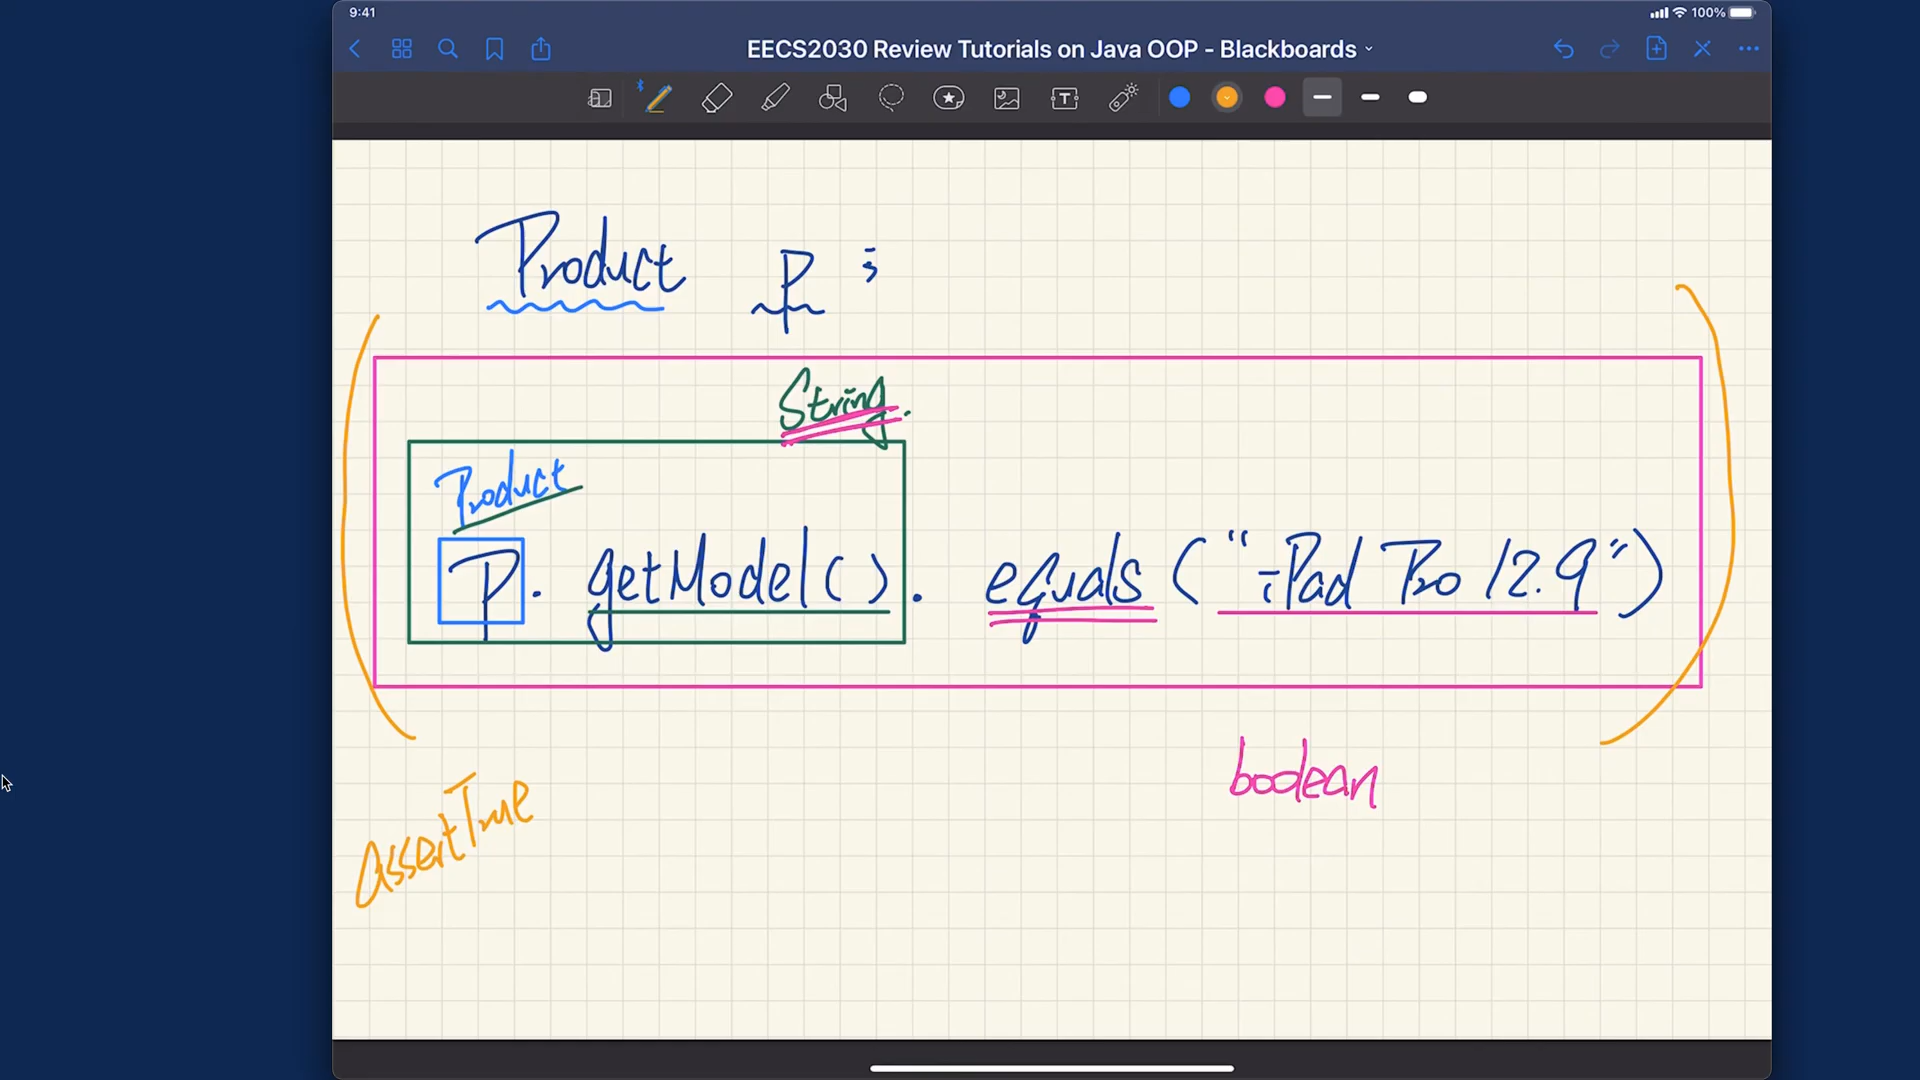 9:41 100%
EECS2030 Review Tutorials on Java OOP - Blackboards
T
Product P ;
String.
Product
P. getModel(). equals ("iPad Pro 12.9")
boolean
assertTrue